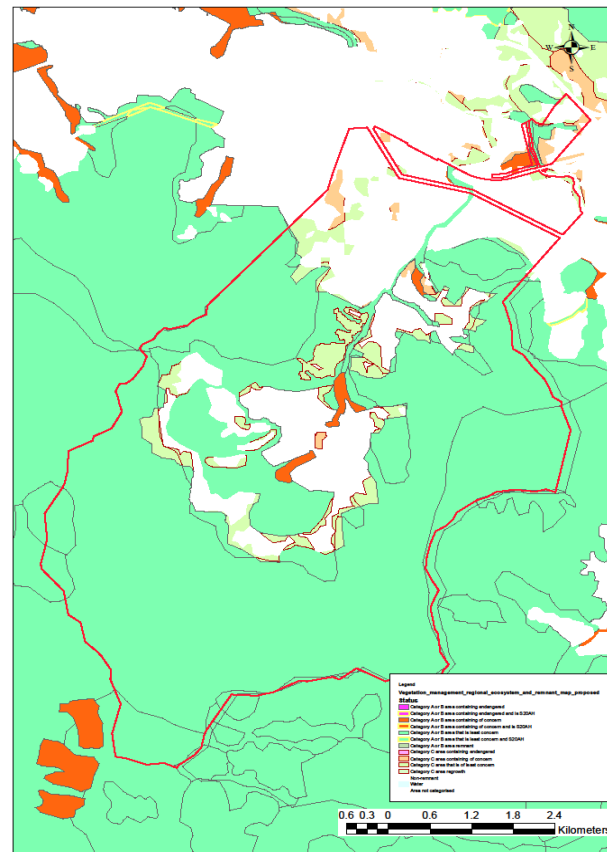 N
W E
S
Legend
Vegetation_management_regional_ecosystem_and_remnant_map_proposed
Status
Category A or B area containing endangered
Category A or B area containing endangered and is S20AH
Category A or B area containing of concern
Category A or B area containing of concern and is S20AH
Category A or B area that is least concern
Category A or B area that is least concern and S20AH
Category A or B area remnant
Category C area containing endangered
Category C area containing of concern
Category C area that is of least concern
Category C area regrowth
Non-remnant
Water
Area not categorised
0.6 0.3 0 0.6 1.2 1.8 2.4
Kilometers